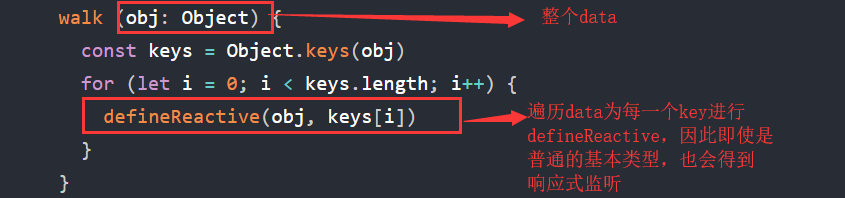 walk (obj: Object) {
整个data
const keys = Object.keys(obj)
for (let i = 0; i < keys.length; i++) {
defineReactive(obj, keys[i])
遍历data为每一个key进行
defineReactive，因此即使是
普通的基本类型，也会得到
响应式监听
}
}